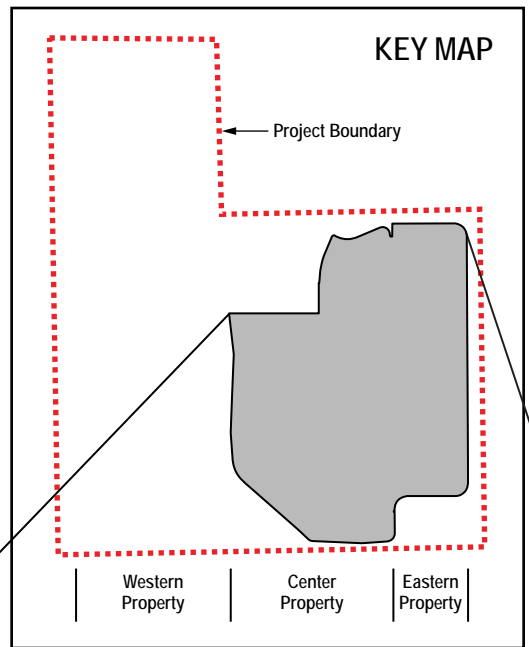 KEY MAP
Project Boundary
Western
Property
Center
Property
Eastern
Property